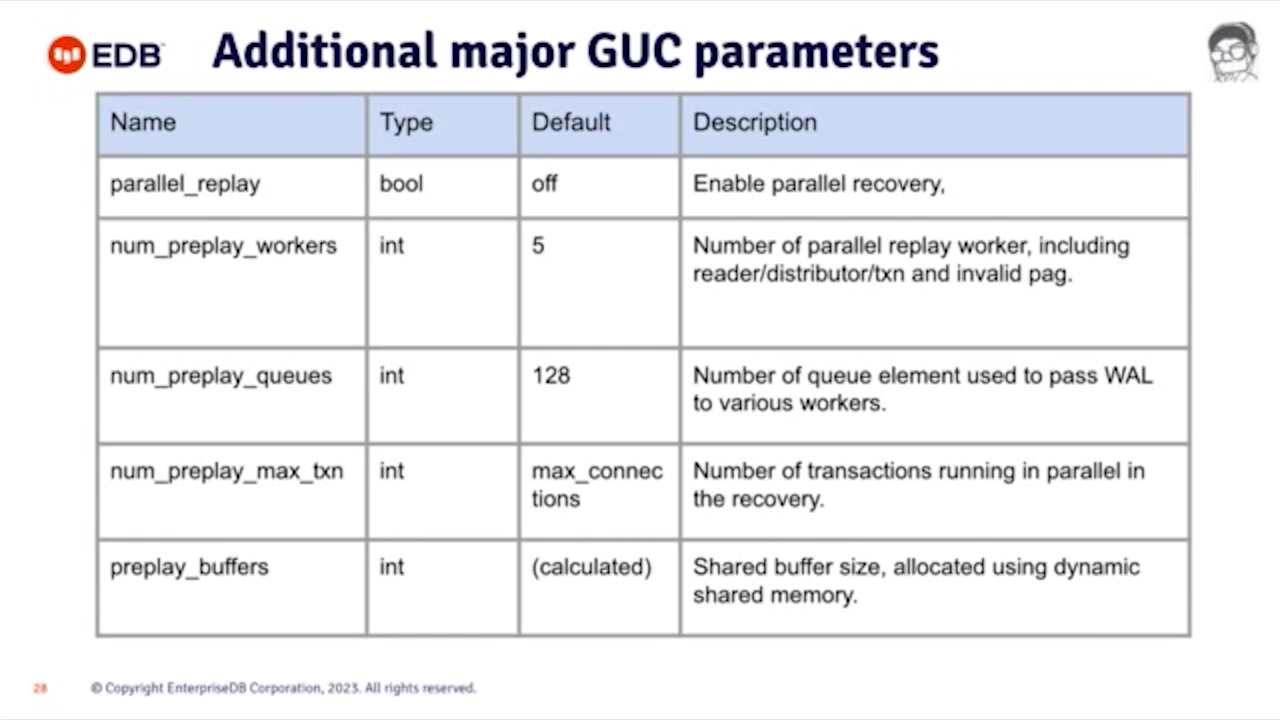 EDB
Additional major GUC parameters
Name Type Default Description
parallel_replay bool off Enable parallel recovery,
num_preplay_workers int 5 Number of parallel replay worker, including
reader/distributor/txn and invalid pag.
num_preplay_queues int 128 Number of queue element used to pass WAL
to various workers.
num_preplay_max_txn int max_connec Number of transactions running in parallel in
tions the recovery.
preplay_buffers int (calculated) Shared buffer size, allocated using dynamic
shared memory.
28 © Copyright EnterpriseDB Corporation, 2023. All rights reserved.